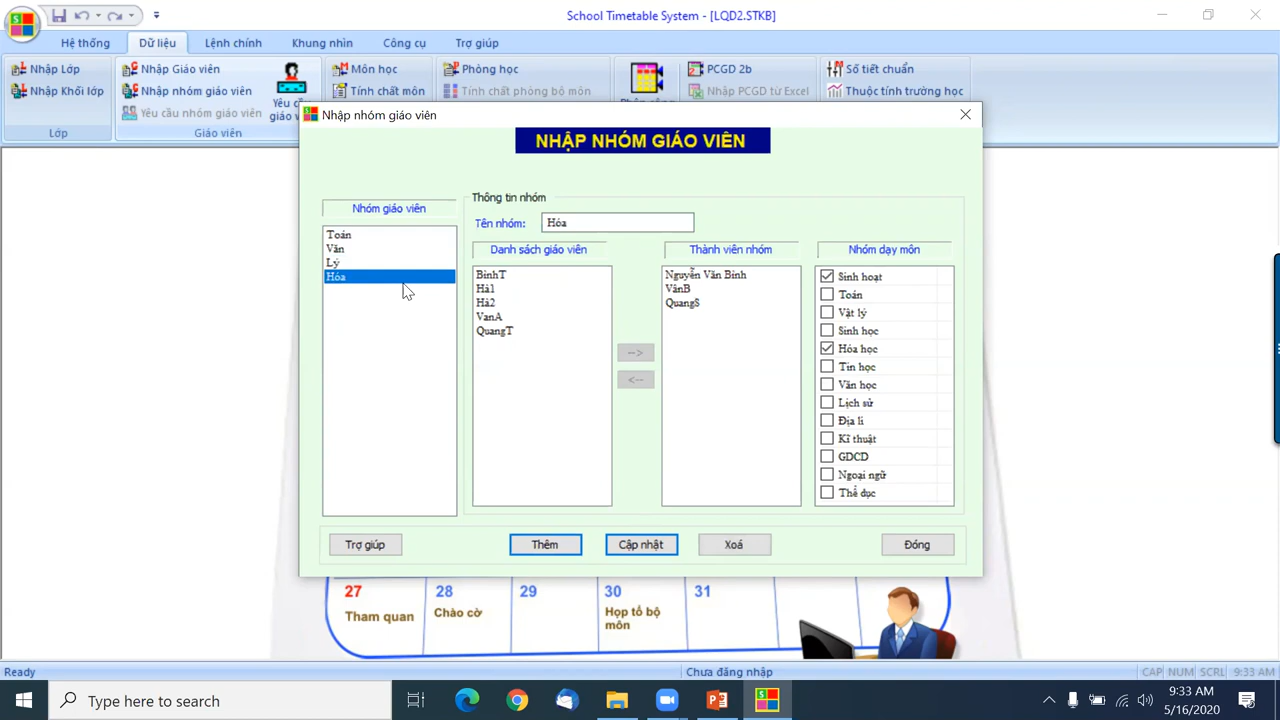 School Timetable System - [LQD2.STKB]
Hệ thống
Dữ liệu
Lệnh chính
Khung nhìn
Công cụ
Trợ giúp
Nhập Lớp
Nhập Giáo viên
Môn học
Phòng học
PCGD 2b
Số tiết chuẩn
Nhập Khối lớp
Nhập nhóm giáo viên
Yêu cầu
Tính chất môn
Tính chất phòng bộ môn
Nhập PCGD từ Excel
Thuộc tính trường học
Yêu cầu nhóm giáo viên
Lớp
Giáo viên
Nhập nhóm giáo viên
NHẬP NHÓM GIÁO VIÊN
Nhóm giáo viên
Toán
Văn
Lý
Hóa
Thông tin nhóm
Tên nhóm:
Hóa
Danh sách giáo viên
BìnhT
Hà1
Hà2
VanA
QuangT
-->
<--
Thành viên nhóm
Nguyễn Văn Bình
VânB
QuangS
Nhóm dạy môn
Sinh hoạt
Toán
Vật lý
Sinh học
Hóa học
Tin học
Văn học
Lịch sử
Địa lí
Kĩ thuật
GDCD
Ngoại ngữ
Thể dục
Trợ giúp
Thêm
Cập nhật
Xoá
Đóng
27
28
29
30
31
Tham quan
Chào cờ
Họp tổ bộ
môn
Ready
Chưa đăng nhập
CAP NUM SCRL 9:33 AM
Type here to search
9:33 AM
5/16/2020